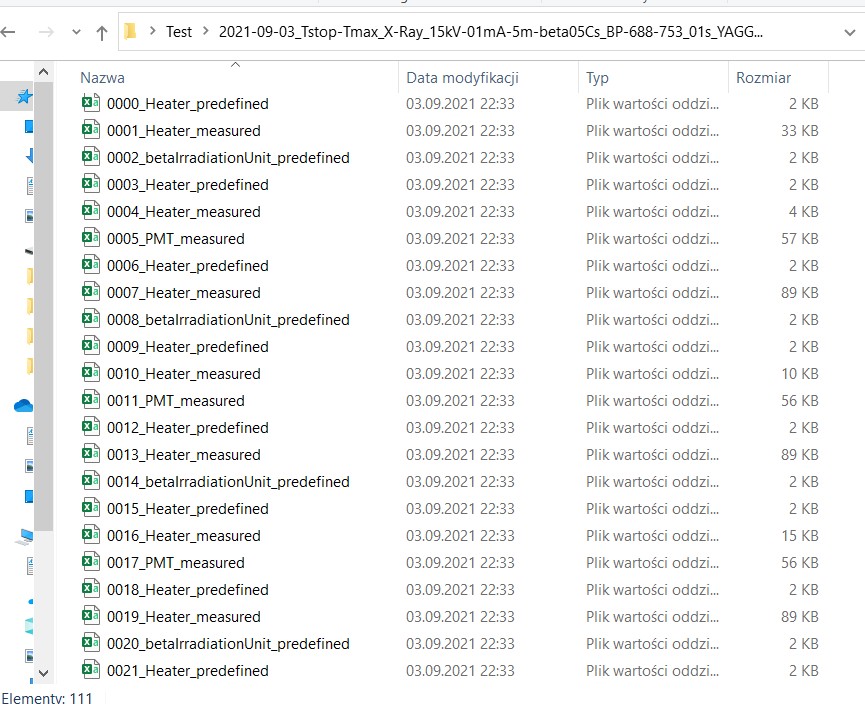 Test > 2021-09-03_Tstop-Tmax_X-Ray_15kV-01mA-5m-beta05Cs_BP-688-753_01s_YAGG...
Nazwa Data modyfikacji Typ Rozmiar
0000_Heater_predefined 03.09.2021 22:33 Plik wartości oddzi... 2 KB
0001_Heater_measured 03.09.2021 22:33 Plik wartości oddzi... 33 KB
0002_betaIrradiationUnit_predefined 03.09.2021 22:33 Plik wartości oddzi... 2 KB
0003_Heater_predefined 03.09.2021 22:33 Plik wartości oddzi... 2 KB
0004_Heater_measured 03.09.2021 22:33 Plik wartości oddzi... 4 KB
0005_PMT_measured 03.09.2021 22:33 Plik wartości oddzi... 57 KB
0006_Heater_predefined 03.09.2021 22:33 Plik wartości oddzi... 2 KB
0007_Heater_measured 03.09.2021 22:33 Plik wartości oddzi... 89 KB
0008_betaIrradiationUnit_predefined 03.09.2021 22:33 Plik wartości oddzi... 2 KB
0009_Heater_predefined 03.09.2021 22:33 Plik wartości oddzi... 2 KB
0010_Heater_measured 03.09.2021 22:33 Plik wartości oddzi... 10 KB
0011_PMT_measured 03.09.2021 22:33 Plik wartości oddzi... 56 KB
0012_Heater_predefined 03.09.2021 22:33 Plik wartości oddzi... 2 KB
0013_Heater_measured 03.09.2021 22:33 Plik wartości oddzi... 89 KB
0014_betaIrradiationUnit_predefined 03.09.2021 22:33 Plik wartości oddzi... 2 KB
0015_Heater_predefined 03.09.2021 22:33 Plik wartości oddzi... 2 KB
0016_Heater_measured 03.09.2021 22:33 Plik wartości oddzi... 15 KB
0017_PMT_measured 03.09.2021 22:33 Plik wartości oddzi... 56 KB
0018_Heater_predefined 03.09.2021 22:33 Plik wartości oddzi... 2 KB
0019_Heater_measured 03.09.2021 22:33 Plik wartości oddzi... 89 KB
0020_betaIrradiationUnit_predefined 03.09.2021 22:33 Plik wartości oddzi... 2 KB
0021_Heater_predefined 03.09.2021 22:33 Plik wartości oddzi... 2 KB
Elementy: 111